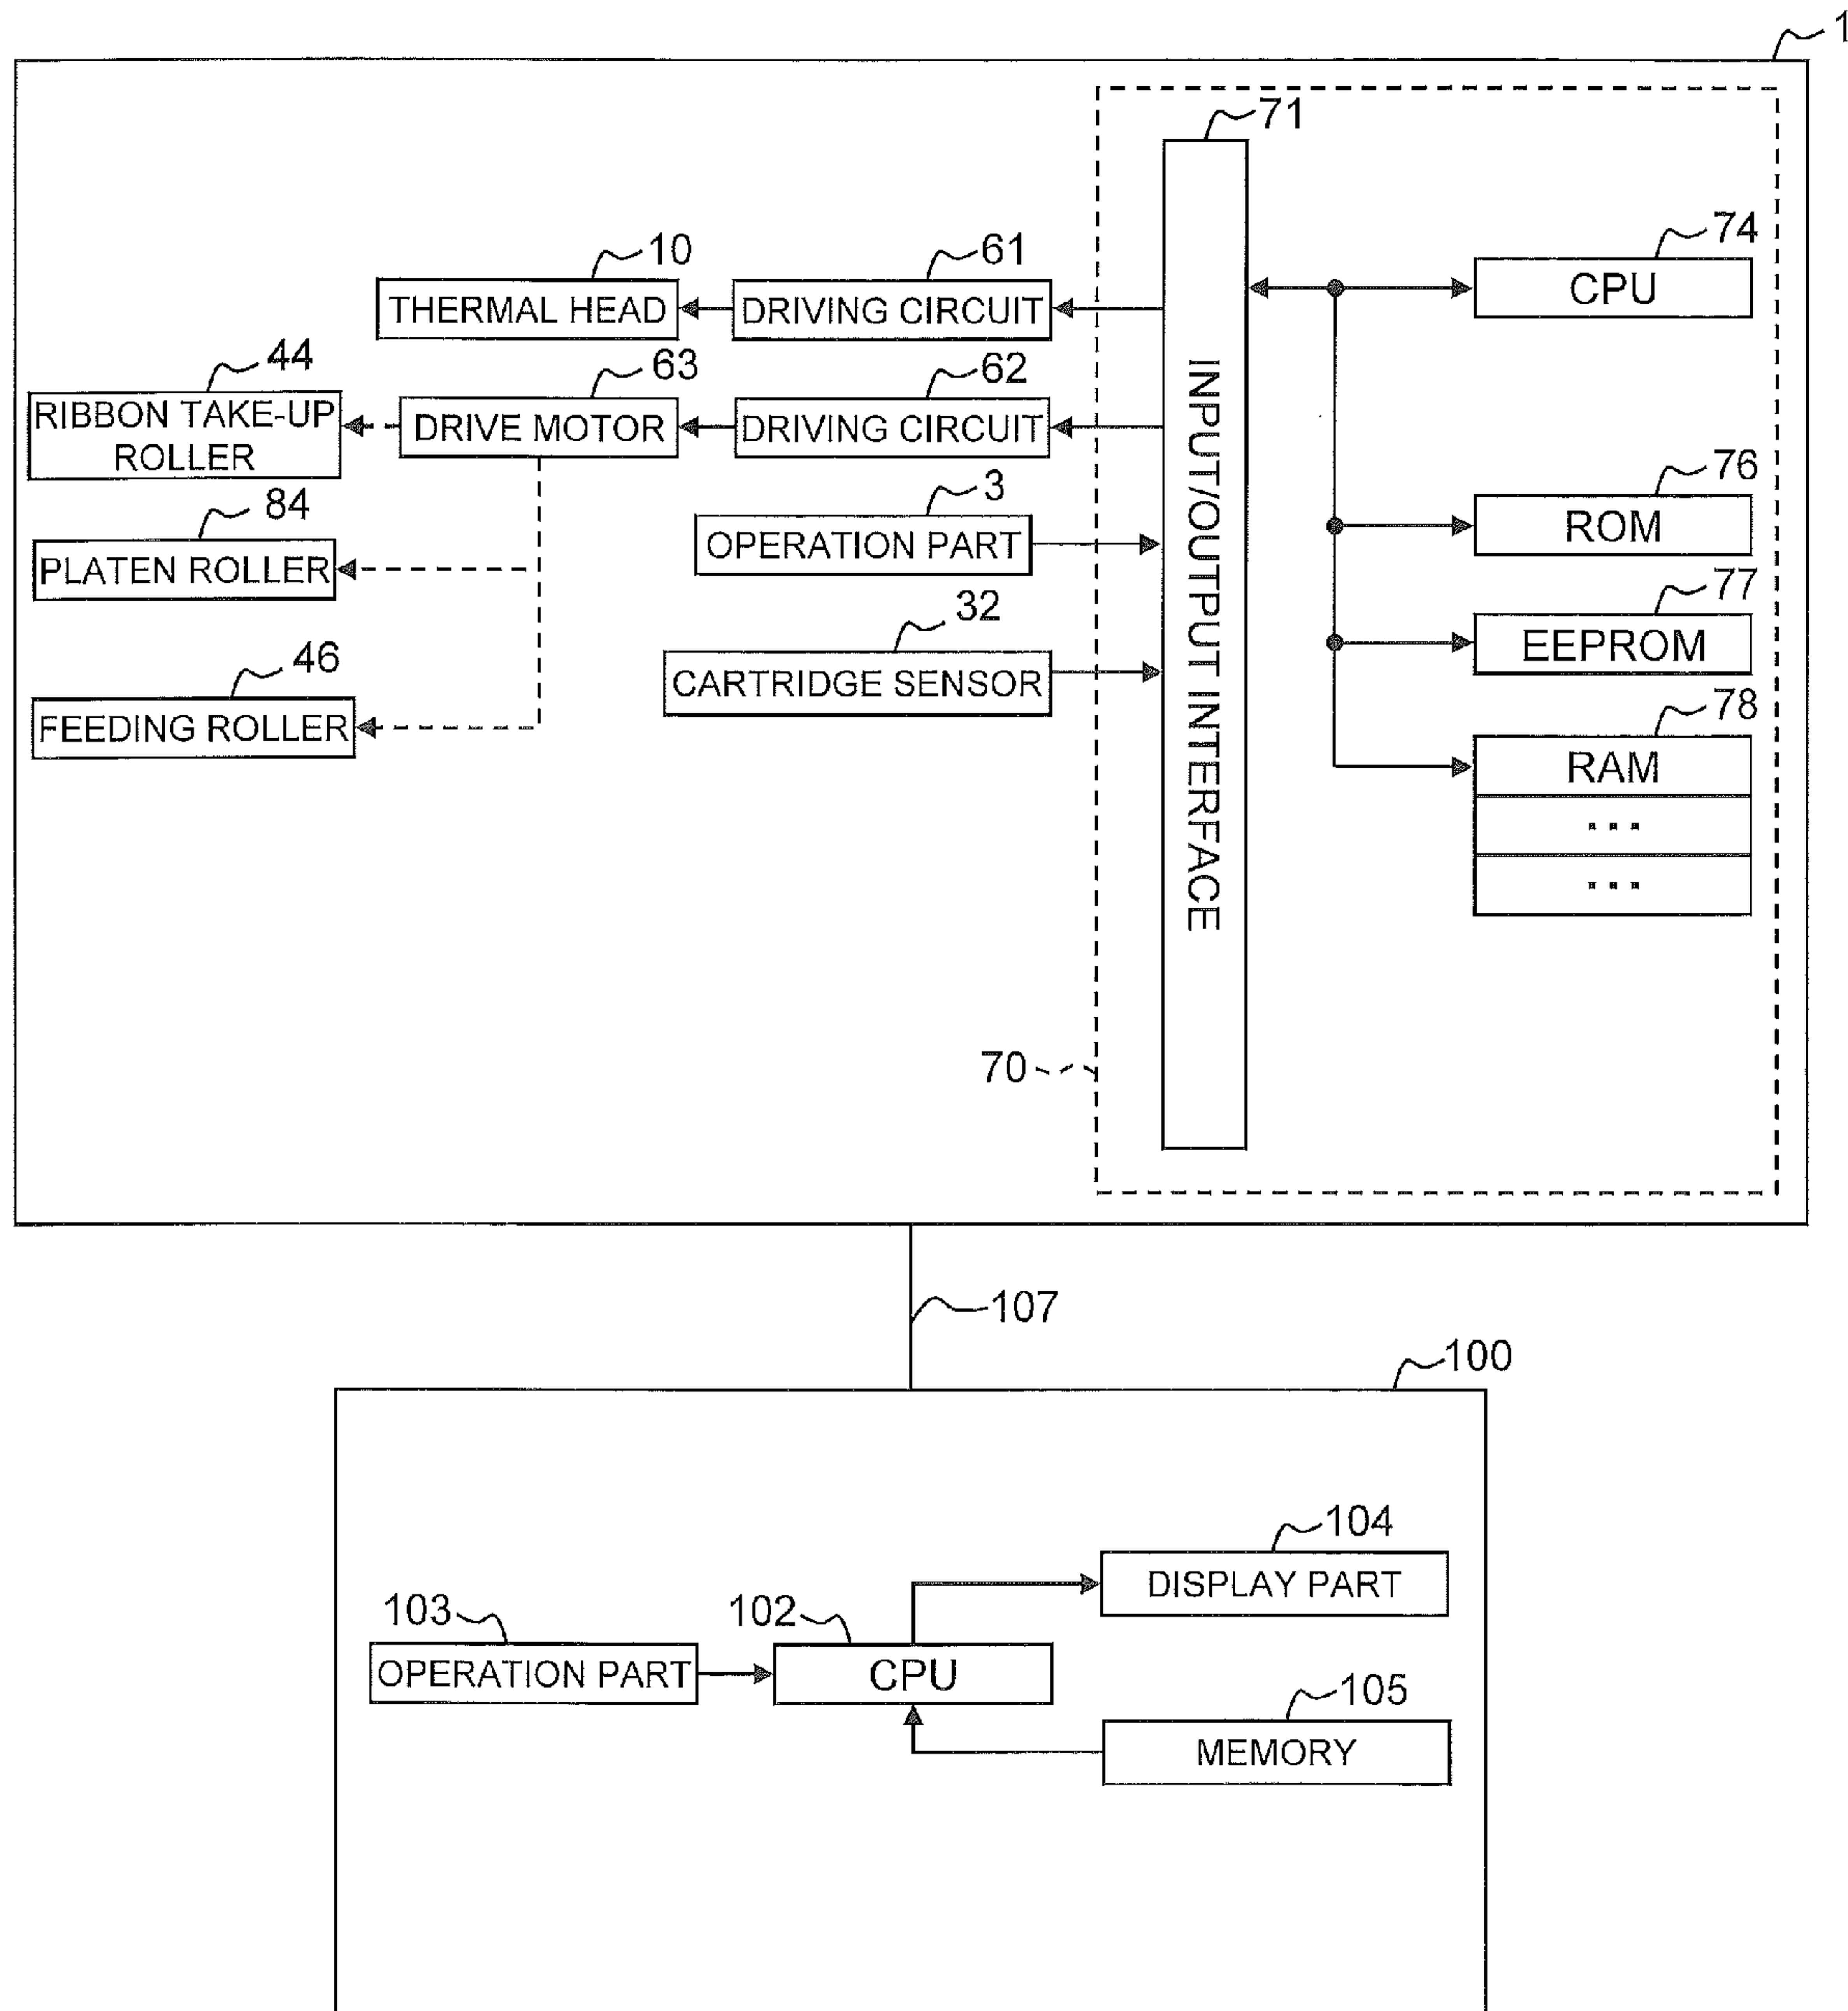 1
71
74
CPU
10
THERMAL HEAD
61
DRIVING CIRCUIT
44
RIBBON TAKE-UP
ROLLER
63
DRIVE MOTOR
62
DRIVING CIRCUIT
INPUT/OUTPUT INTERFACE
76
ROM
84
PLATEN ROLLER
3
OPERATION PART
77
EEPROM
46
FEEDING ROLLER
32
CARTRIDGE SENSOR
78
RAM
...
...
70
107
100
104
DISPLAY PART
103
OPERATION PART
102
CPU
105
MEMORY